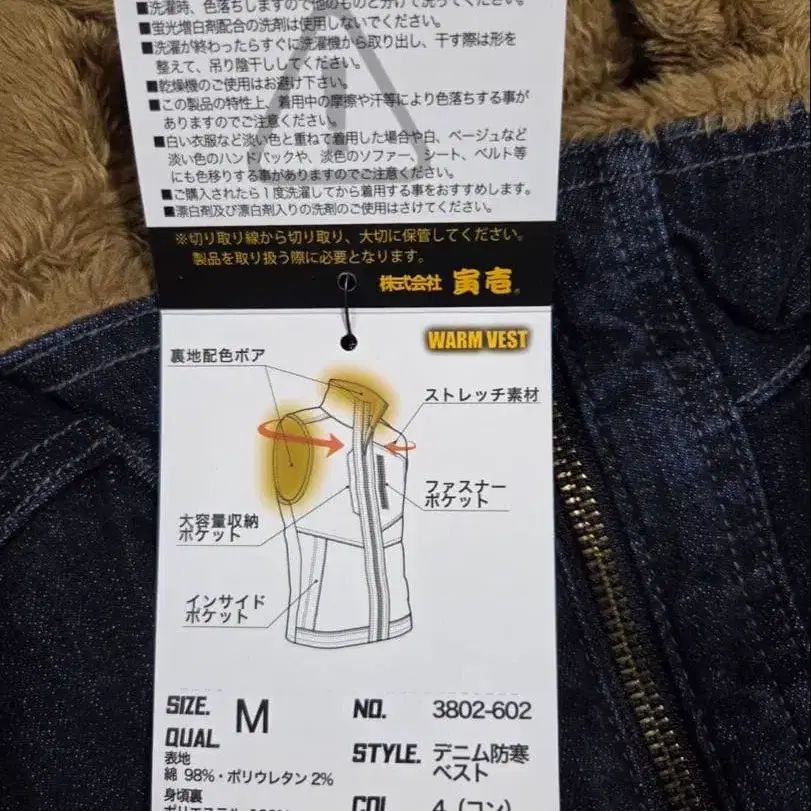 ■洗濯時、色落ちしますので他のものと分けて洗ってください。
■蛍光増白剤配合の洗剤は使用しないでください。
■洗濯が終わったらすぐに洗濯機から取り出し、干す際は形を
整えて、吊り陰干ししてください。
■乾燥機のご使用はお避け下さい。
■この製品の特性上、着用中の摩擦や汗等により色落ちする事が
ありますのでご注意ください。
■白い衣服など淡い色と重ねて着用した場合や白、ベージュなど
淡い色のハンドバックや、淡色のソファー、シート、ベルト等
にも色移りする事がありますのでご注意ください。
■ご購入されたら1度洗濯してから着用する事をおすすめします。
■漂白剤及び漂白剤入りの洗剤のご使用はさけてください。
※切り取り線から切り取り、大切に保管してください。
製品を取り扱う際に必要となります。
株式会社 寅壱®
WARM VEST
裏地配色ボア
ストレッチ素材
ファスナー
ポケット
大容量収納
ポケット
インサイド
ポケット
SIZE. M
NO. 3802-602
QUAL.
表地
綿 98%・ポリウレタン 2%
身頃裏
STYLE. デニム防寒
ベスト
COL. 4 (コン)